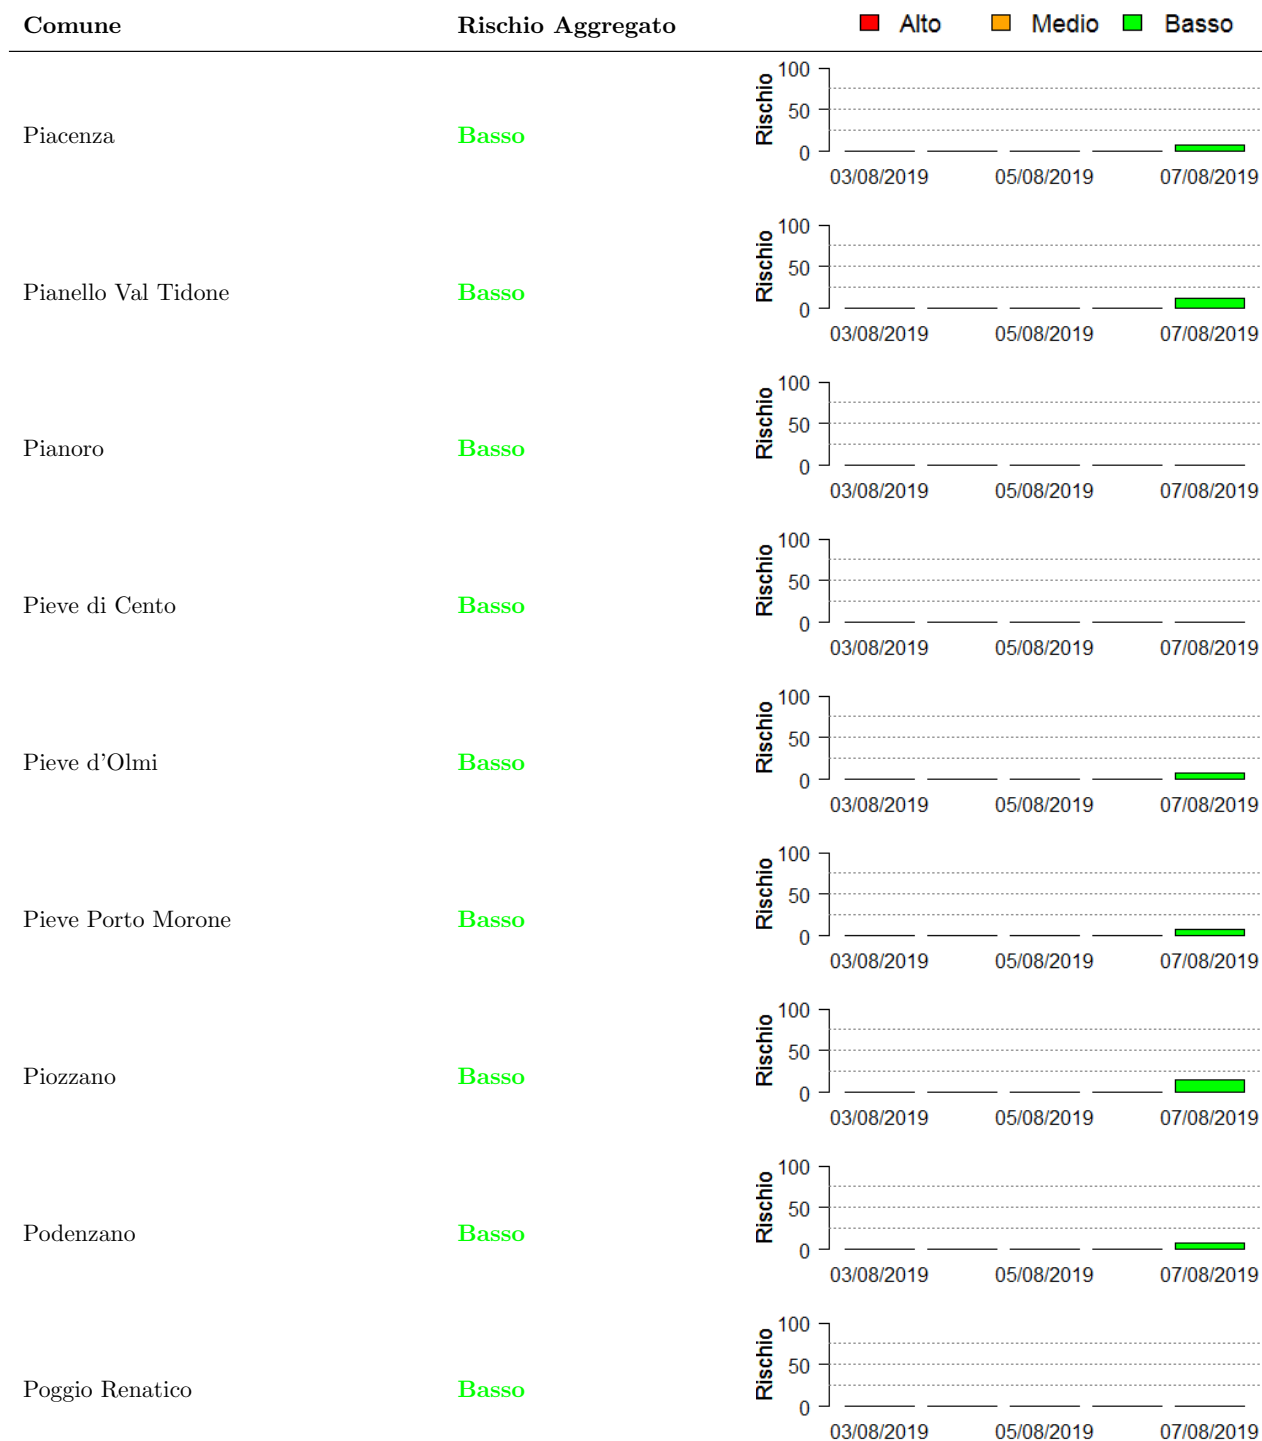 Comune Rischio Aggregato Alto Medio Basso
100
50
0
Rischio
Piacenza Basso
03/08/2019 05/08/2019 07/08/2019
100
50
0
Rischio
Pianello Val Tidone Basso
03/08/2019 05/08/2019 07/08/2019
100
50
0
Rischio
Pianoro Basso
03/08/2019 05/08/2019 07/08/2019
100
50
0
Rischio
Pieve di Cento Basso
03/08/2019 05/08/2019 07/08/2019
100
50
0
Rischio
Pieve d'Olmi Basso
03/08/2019 05/08/2019 07/08/2019
100
50
0
Rischio
Pieve Porto Morone Basso
03/08/2019 05/08/2019 07/08/2019
100
50
0
Rischio
Piozzano Basso
03/08/2019 05/08/2019 07/08/2019
100
50
0
Rischio
Podenzano Basso
03/08/2019 05/08/2019 07/08/2019
100
50
0
Rischio
Poggio Renatico Basso
03/08/2019 05/08/2019 07/08/2019